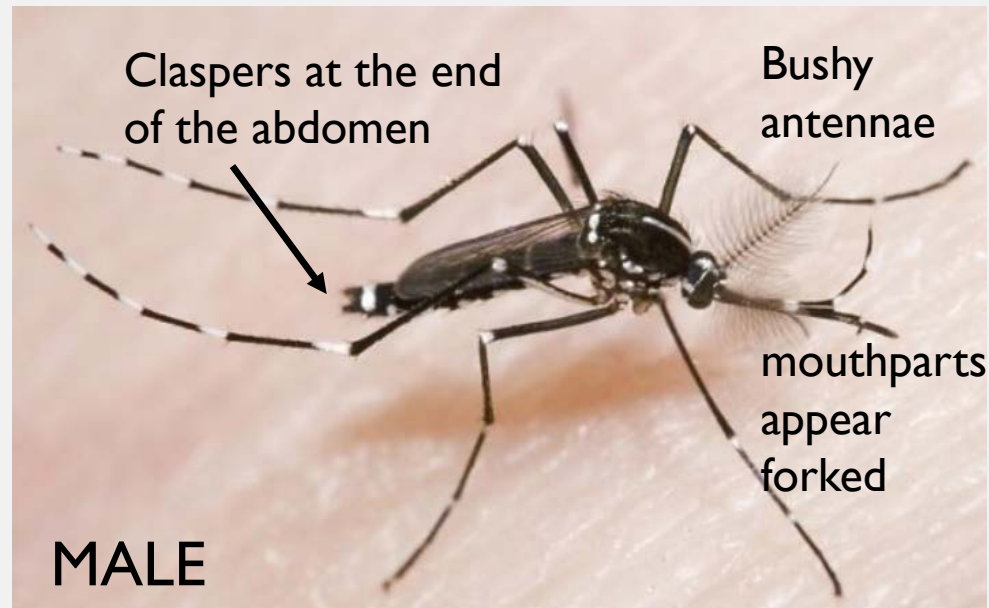 Claspers at the end
of the abdomen
Bushy
antennae
mouthparts
appear
forked
MALE